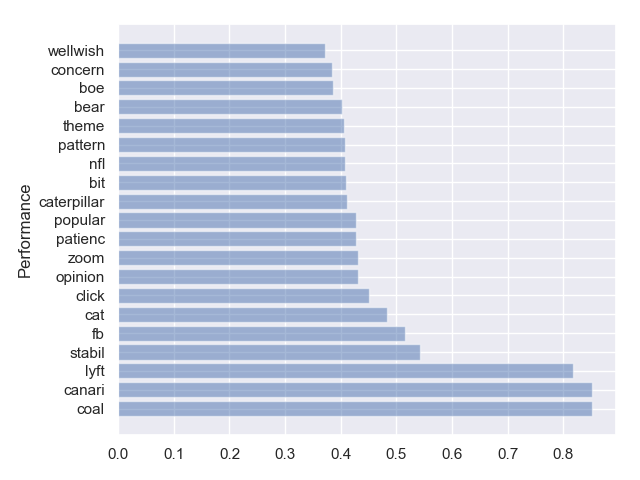 wellwish
concern
boe
bear
theme
pattern
nfl
bit
caterpillar
popular
patienc
zoom
opinion
click
cat
fb
stabil
lyft
canari
coal
Performance
0.0 0.1 0.2 0.3 0.4 0.5 0.6 0.7 0.8